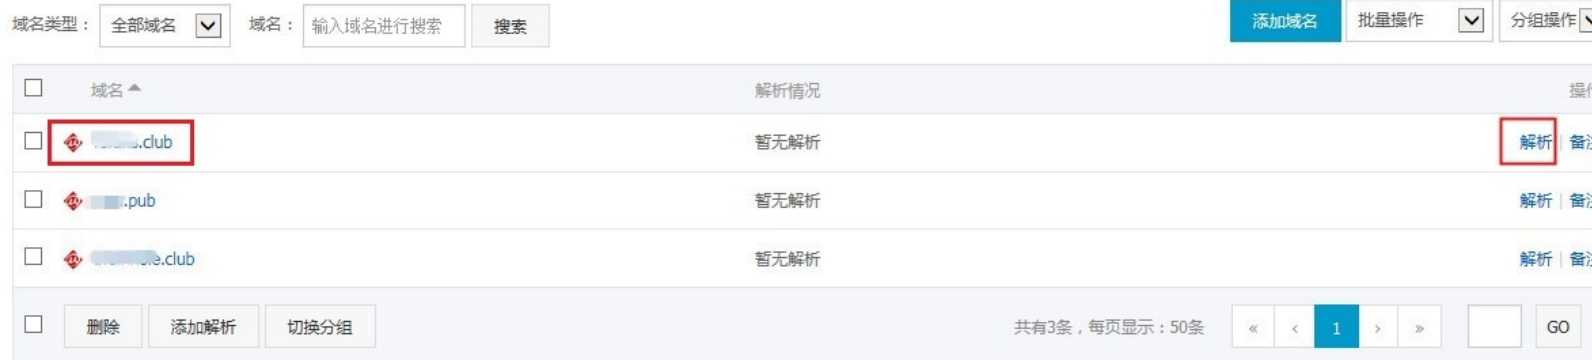 域名类型： 全部域名 域名： 输入域名进行搜索 搜索 添加域名 批量操作 分组操作
域名 解析情况
.club 暂无解析 解析
.pub 暂无解析 解析
.club 暂无解析 解析
删除 添加解析 切换分组 共有3条，每页显示：50条 « ‹ 1 › » GO